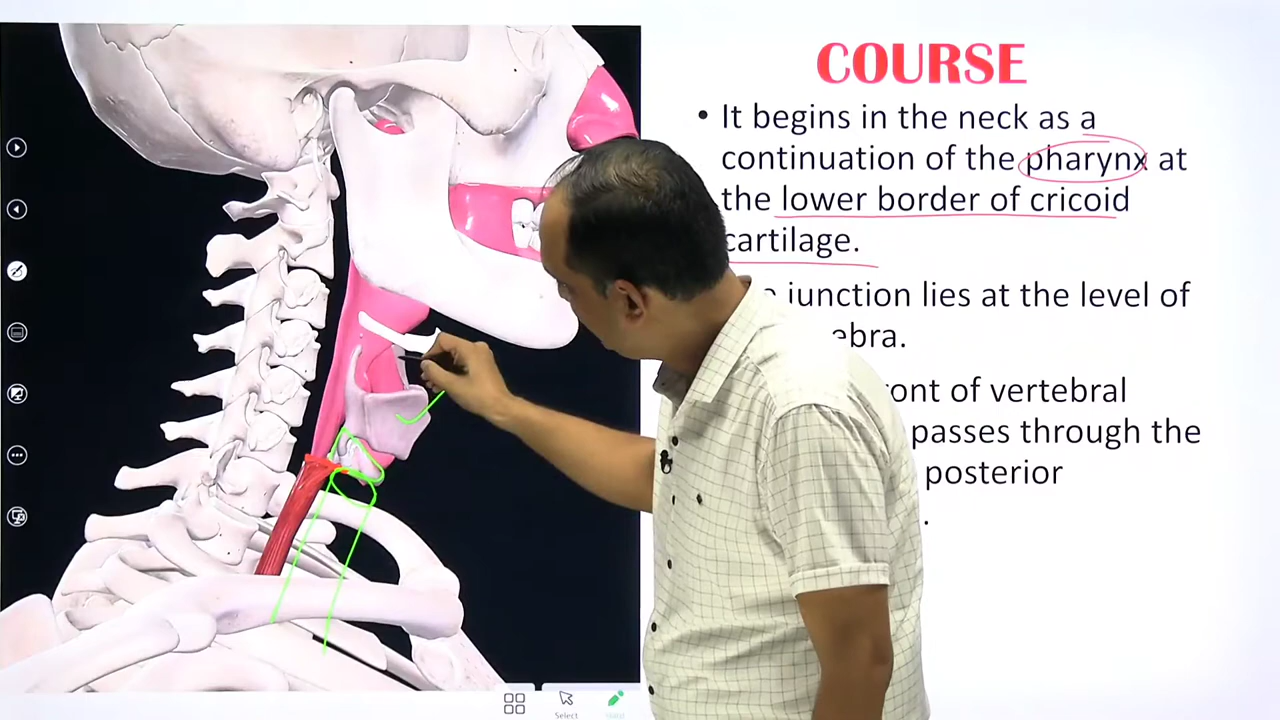 COURSE
• It begins in the neck as a
continuation of the pharynx at
the lower border of cricoid
cartilage.
junction lies at the level of
ebra.
ont of vertebral
passes through the
posterior
.
Select